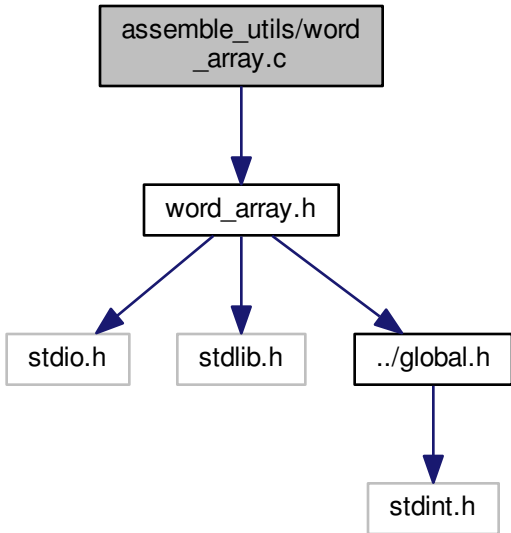 assemble_utils/word
_array.c
word_array.h
stdio.h
stdlib.h
../global.h
stdint.h